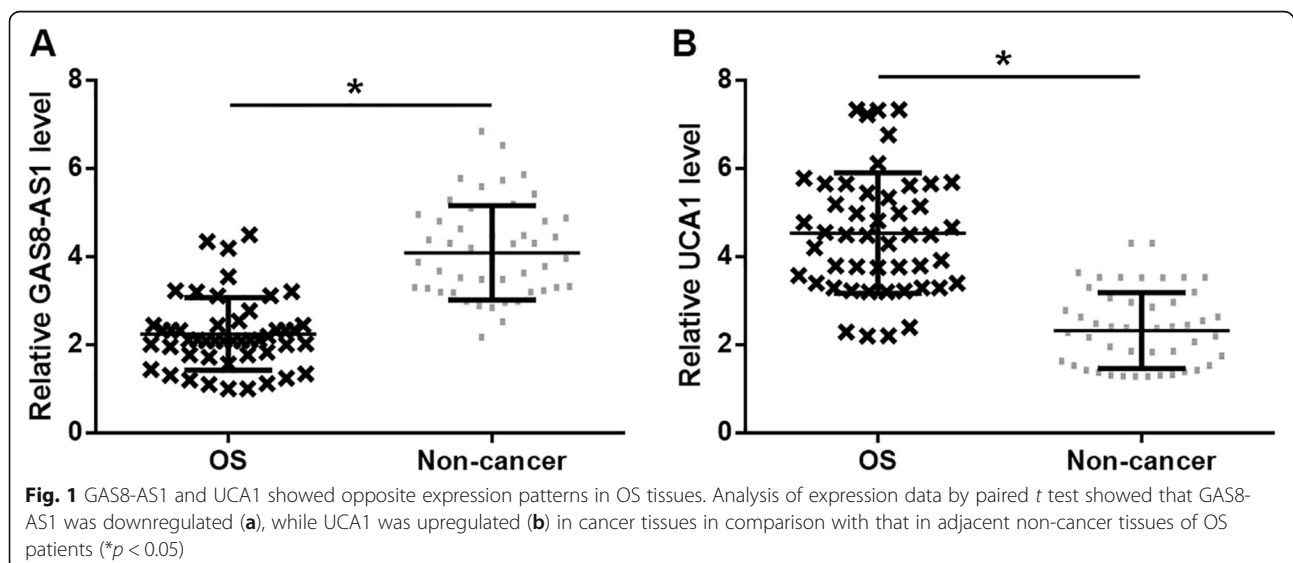 A
Relative GAS8-AS1 level
8
6
4
2
0
*
OS Non-cancer
B
Relative UCA1 level
8
6
4
2
0
*
OS Non-cancer
Fig. 1 GAS8-AS1 and UCA1 showed opposite expression patterns in OS tissues. Analysis of expression data by paired t test showed that GAS8-
AS1 was downregulated (a), while UCA1 was upregulated (b) in cancer tissues in comparison with that in adjacent non-cancer tissues of OS
patients (*p < 0.05)